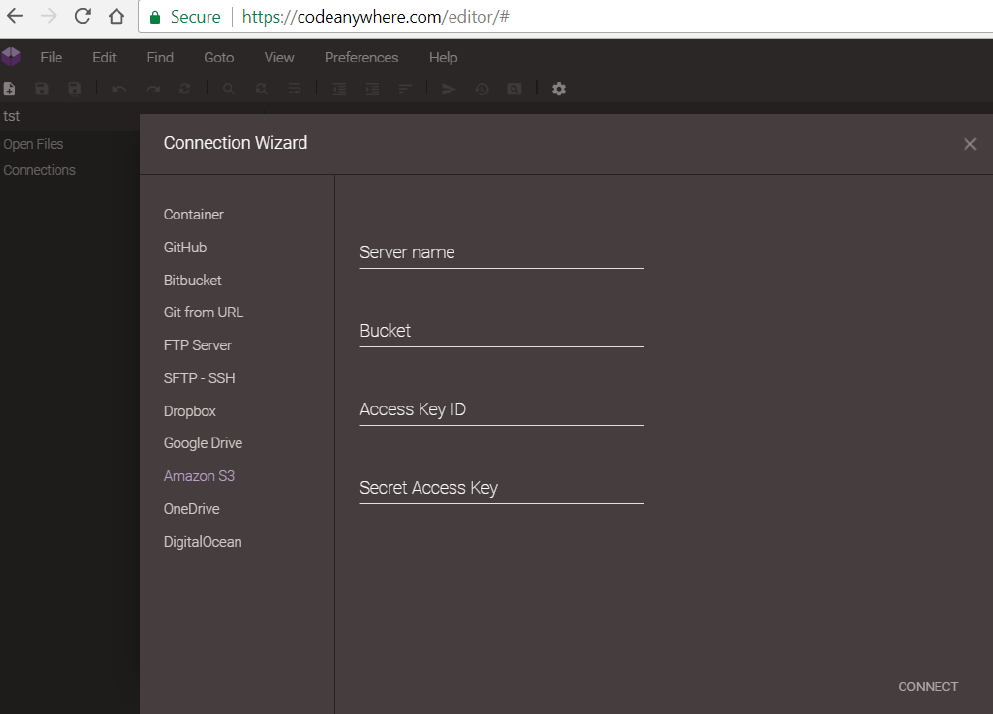 Secure https://codeanywhere.com/editor/#
File Edit Find Goto View Preferences Help
tst
Open Files
Connections
Connection Wizard
Container
GitHub
Bitbucket
Git from URL
FTP Server
SFTP - SSH
Dropbox
Google Drive
Amazon S3
OneDrive
DigitalOcean
Server name
Bucket
Access Key ID
Secret Access Key
CONNECT